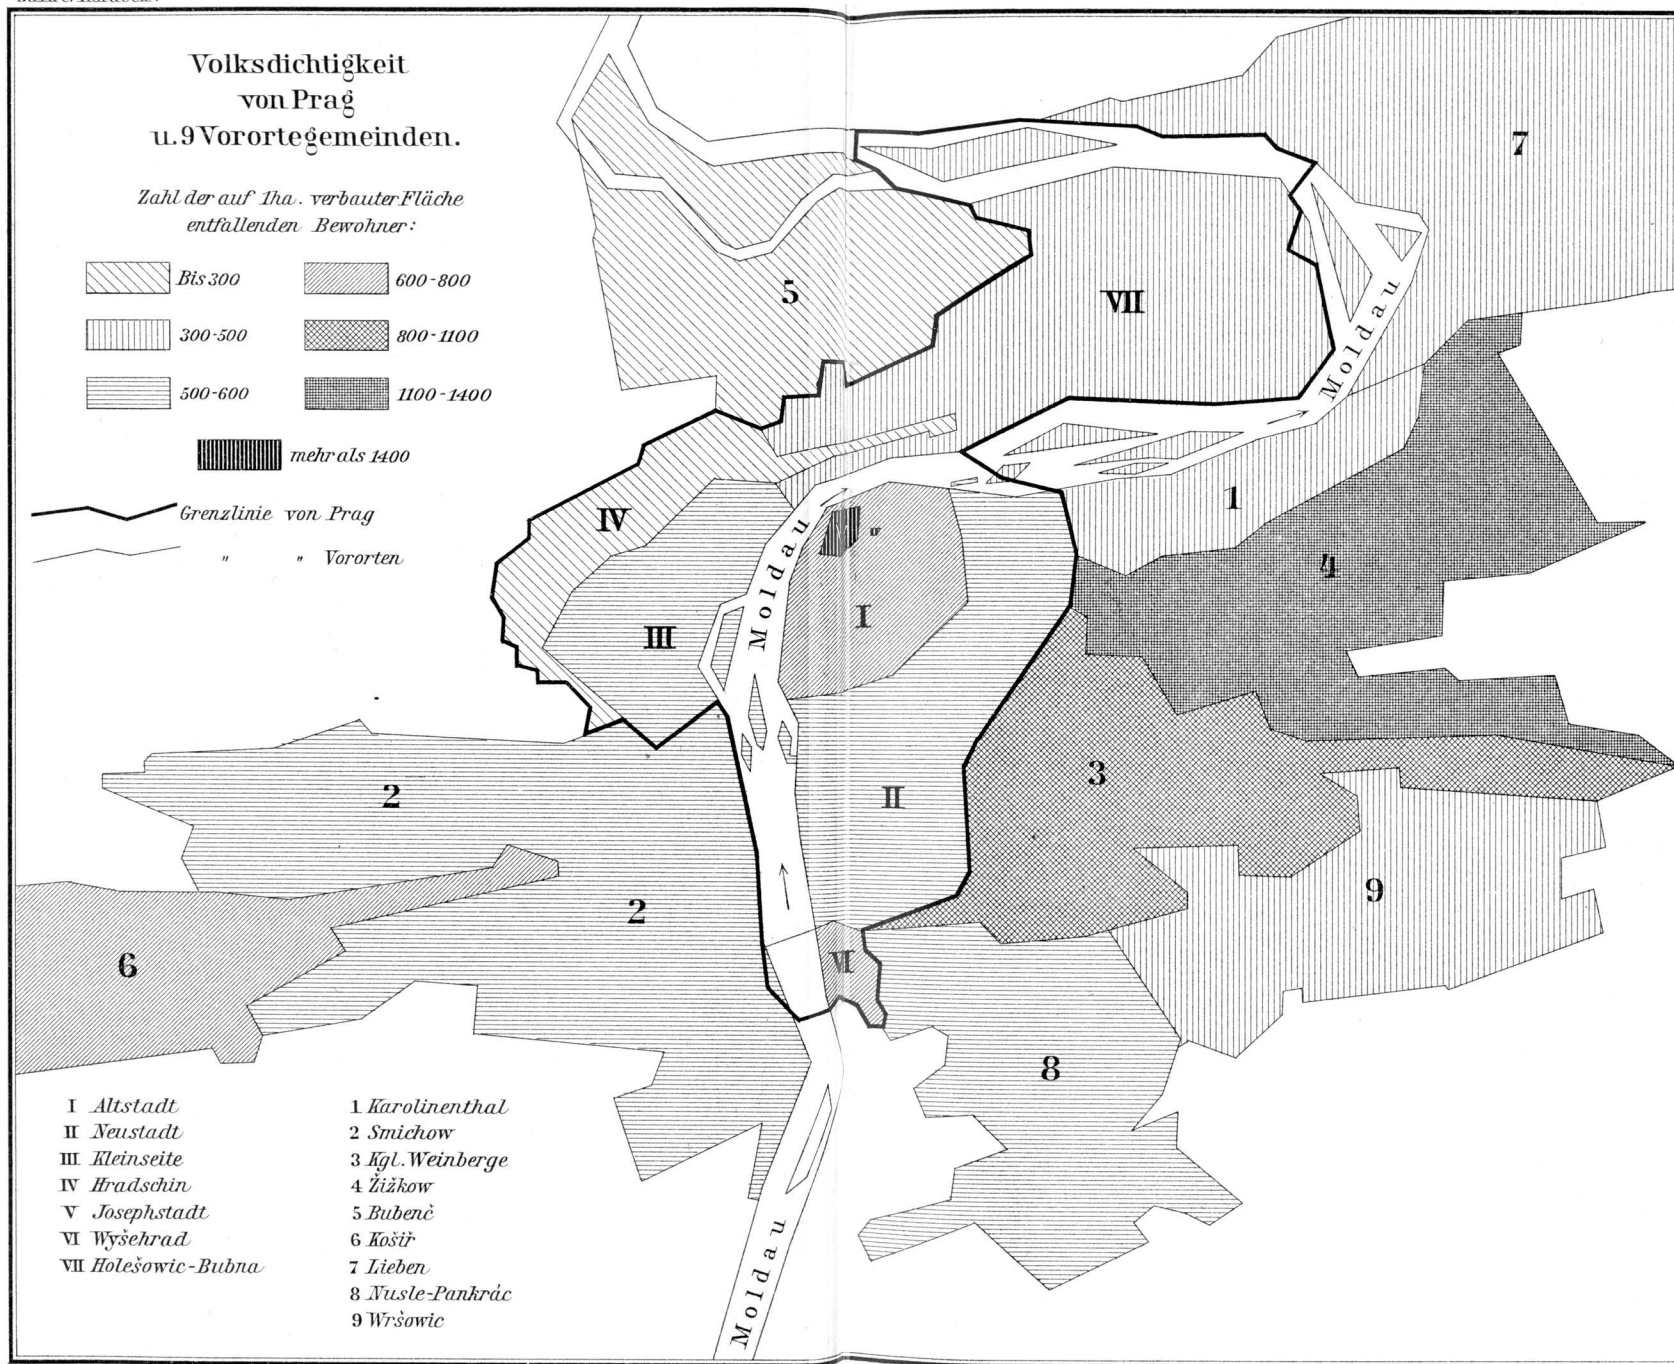 Volksdichtigkeit
von Prag
u. 9 Vorortegemeinden.
Zahl der auf 1ha. verbauter Fläche
entfallenden Bewohner:
Bis 300
600-800
300-500
800-1100
500-600
1100-1400
mehr als 1400
Grenzlinie von Prag
" " Vororten
7
5
VII
Moldau
IV
1
V
4
Moldau
I
III
3
2
II
9
2
VI
6
8
Moldau
I Altstadt
II Neustadt
III Kleinseite
IV Hradschin
V Josephstadt
VI Wyšehrad
VII Holešowic-Bubna
1 Karolinenthal
2 Smichow
3 Kgl. Weinberge
4 Žižkow
5 Bubenč
6 Košiř
7 Lieben
8 Nusle-Pankrác
9 Wršowic